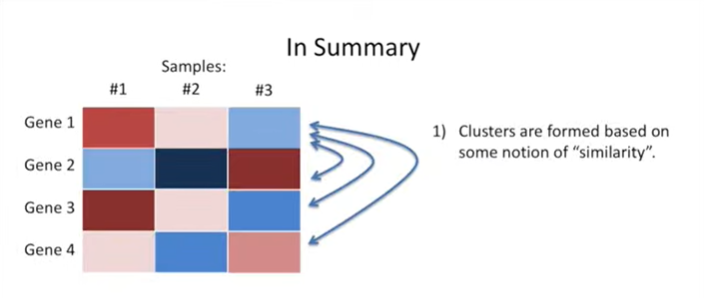 In Summary
Samples:
#1 #2 #3
Gene 1
Gene 2
Gene 3
Gene 4
1) Clusters are formed based on
some notion of “similarity”.